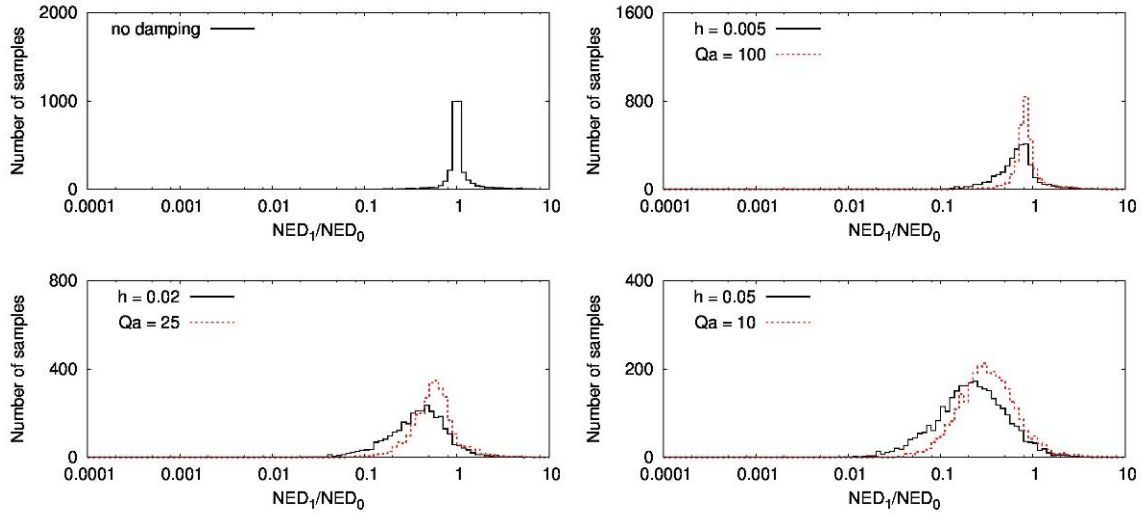 2000
no damping
1000
0
Number of samples
0.0001 0.001 0.01 0.1 1 10
NED₁/NED₀
1600
h = 0.005
Qa = 100
800
0
Number of samples
0.0001 0.001 0.01 0.1 1 10
NED₁/NED₀
800
h = 0.02
Qa = 25
400
0
Number of samples
0.0001 0.001 0.01 0.1 1 10
NED₁/NED₀
400
h = 0.05
Qa = 10
200
0
Number of samples
0.0001 0.001 0.01 0.1 1 10
NED₁/NED₀